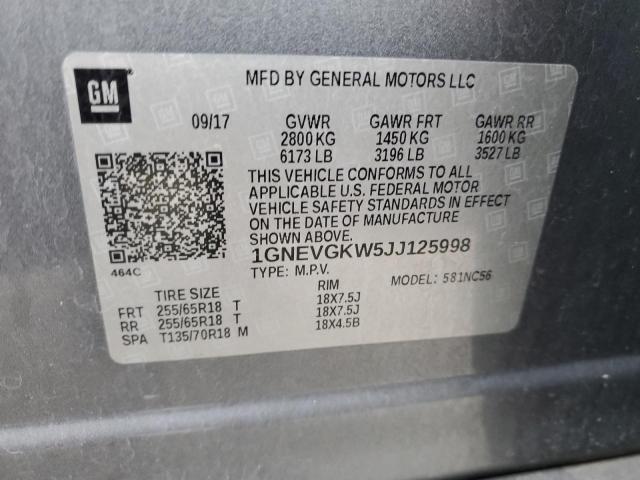 GM
MFD BY GENERAL MOTORS LLC
09/17 GVWR GAWR FRT GAWR RR
2800 KG 1450 KG 1600 KG
6173 LB 3196 LB 3527 LB
THIS VEHICLE CONFORMS TO ALL
APPLICABLE U.S. FEDERAL MOTOR
VEHICLE SAFETY STANDARDS IN EFFECT
ON THE DATE OF MANUFACTURE
SHOWN ABOVE.
464C
1GNEVGKW5JJ125998
TYPE: M.P.V. MODEL: 581NC56
TIRE SIZE RIM
FRT 255/65R18 T 18X7.5J
RR 255/65R18 T 18X7.5J
SPA T135/70R18 M 18X4.5B